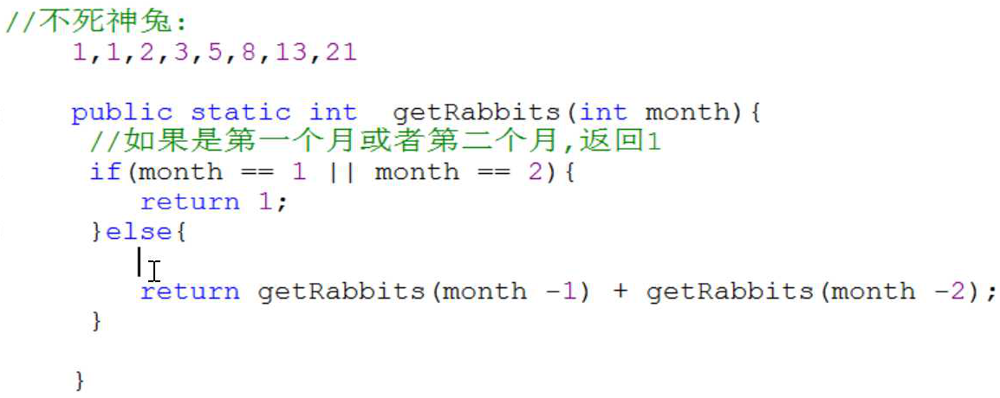 //不死神兔:
1,1,2,3,5,8,13,21
public static int  getRabbits(int month){
//如果是第一个月或者第二个月,返回1
if(month == 1 || month == 2){
return 1;
}else{
return getRabbits(month -1) + getRabbits(month -2);
}
}